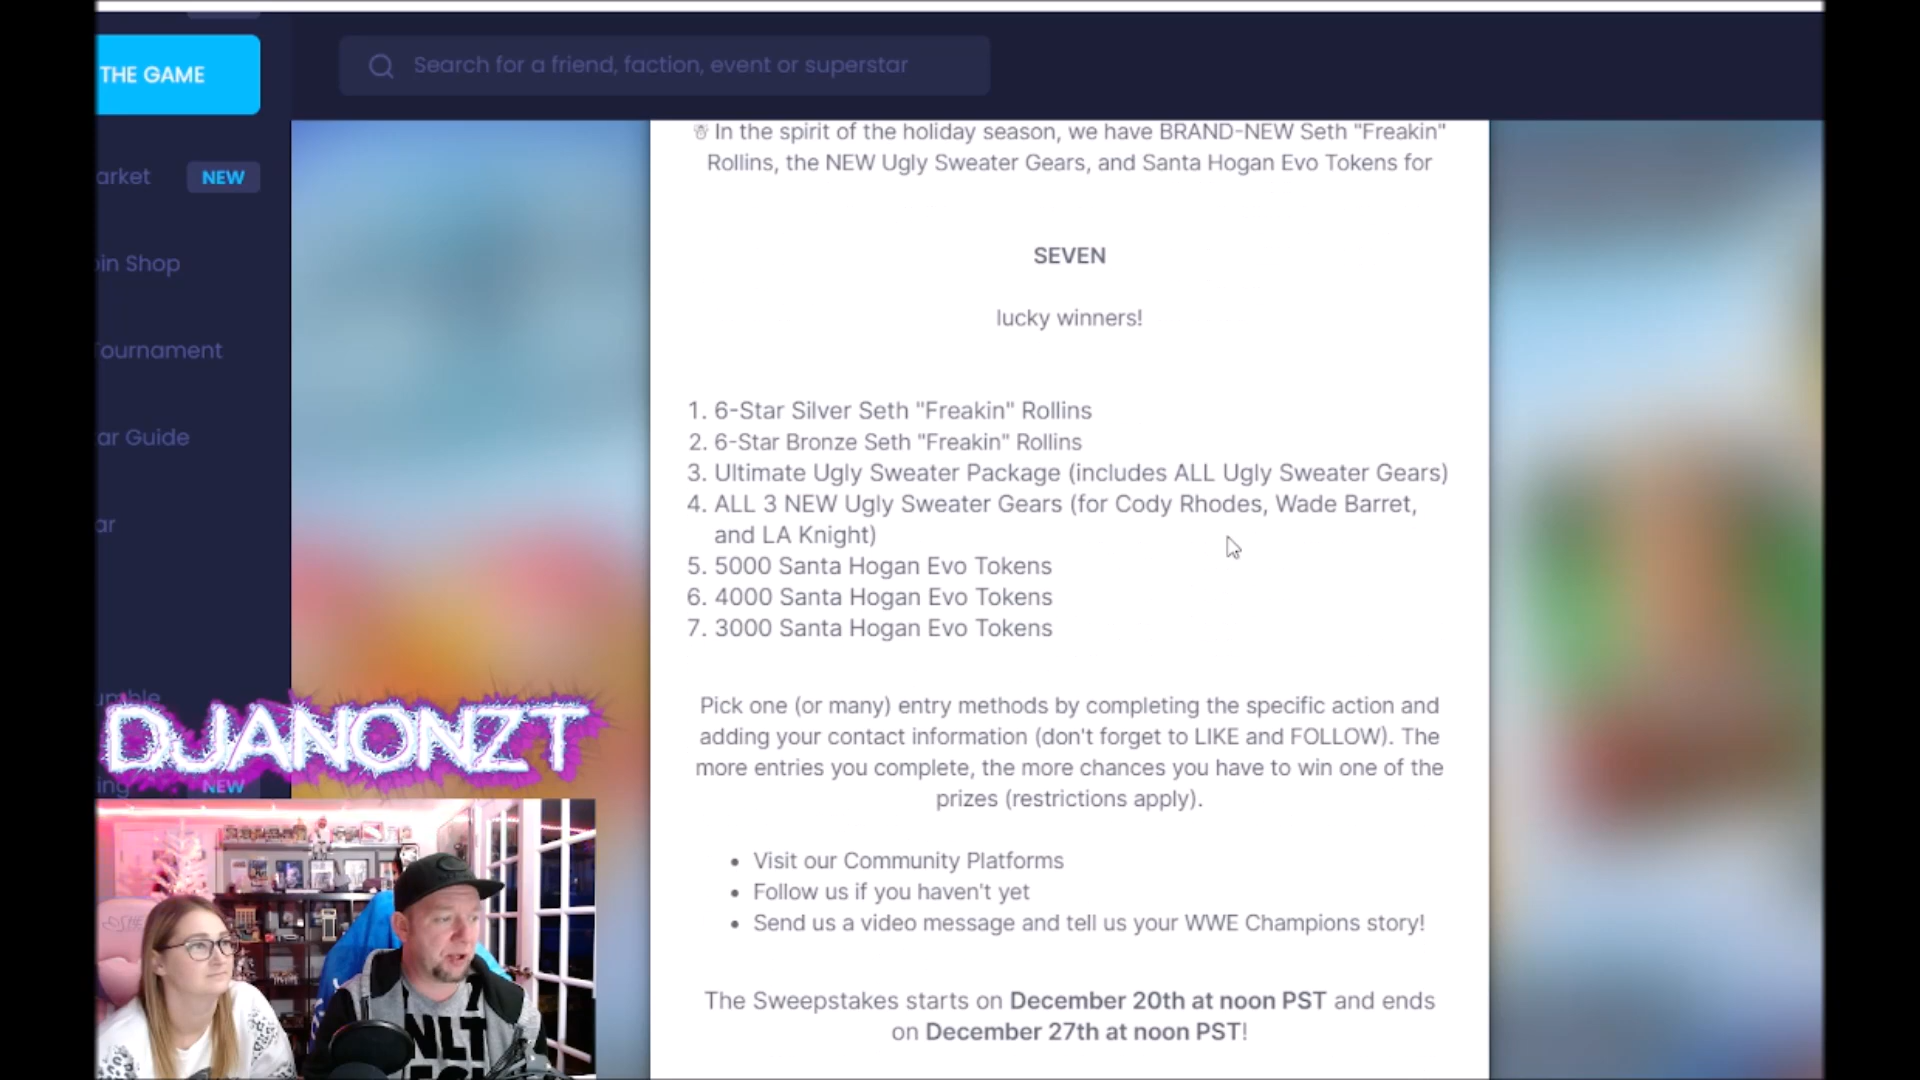 THE GAME
Search for a friend, faction, event or superstar
arket NEW
in Shop
Tournament
ar Guide
ar
umble
ing NEW
☃ In the spirit of the holiday season, we have BRAND-NEW Seth "Freakin"
Rollins, the NEW Ugly Sweater Gears, and Santa Hogan Evo Tokens for
SEVEN
lucky winners!
1. 6-Star Silver Seth "Freakin" Rollins
2. 6-Star Bronze Seth "Freakin" Rollins
3. Ultimate Ugly Sweater Package (includes ALL Ugly Sweater Gears)
4. ALL 3 NEW Ugly Sweater Gears (for Cody Rhodes, Wade Barret,
and LA Knight)
5. 5000 Santa Hogan Evo Tokens
6. 4000 Santa Hogan Evo Tokens
7. 3000 Santa Hogan Evo Tokens
Pick one (or many) entry methods by completing the specific action and
adding your contact information (don't forget to LIKE and FOLLOW). The
more entries you complete, the more chances you have to win one of the
prizes (restrictions apply).
• Visit our Community Platforms
• Follow us if you haven't yet
• Send us a video message and tell us your WWE Champions story!
The Sweepstakes starts on December 20th at noon PST and ends
on December 27th at noon PST!
DJANONZT